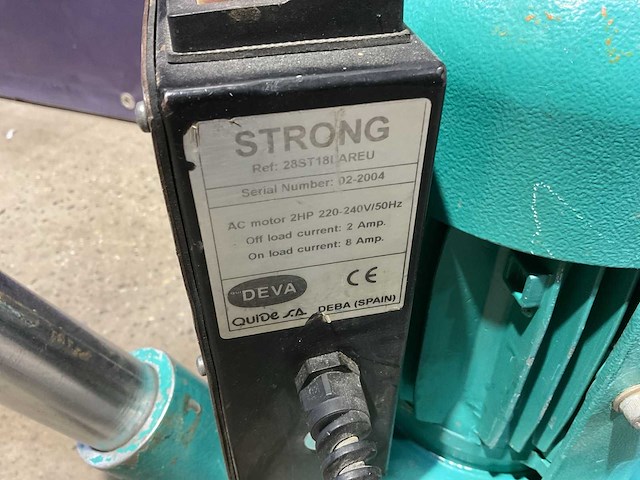 STRONG
Ref: 28ST18LAREU
Serial Number: 02-2004
AC motor 2HP 220-240V/50Hz
Off load current: 2 Amp.
On load current: 8 Amp.
DEVA CE
QUIDE S.A. DEBA (SPAIN)